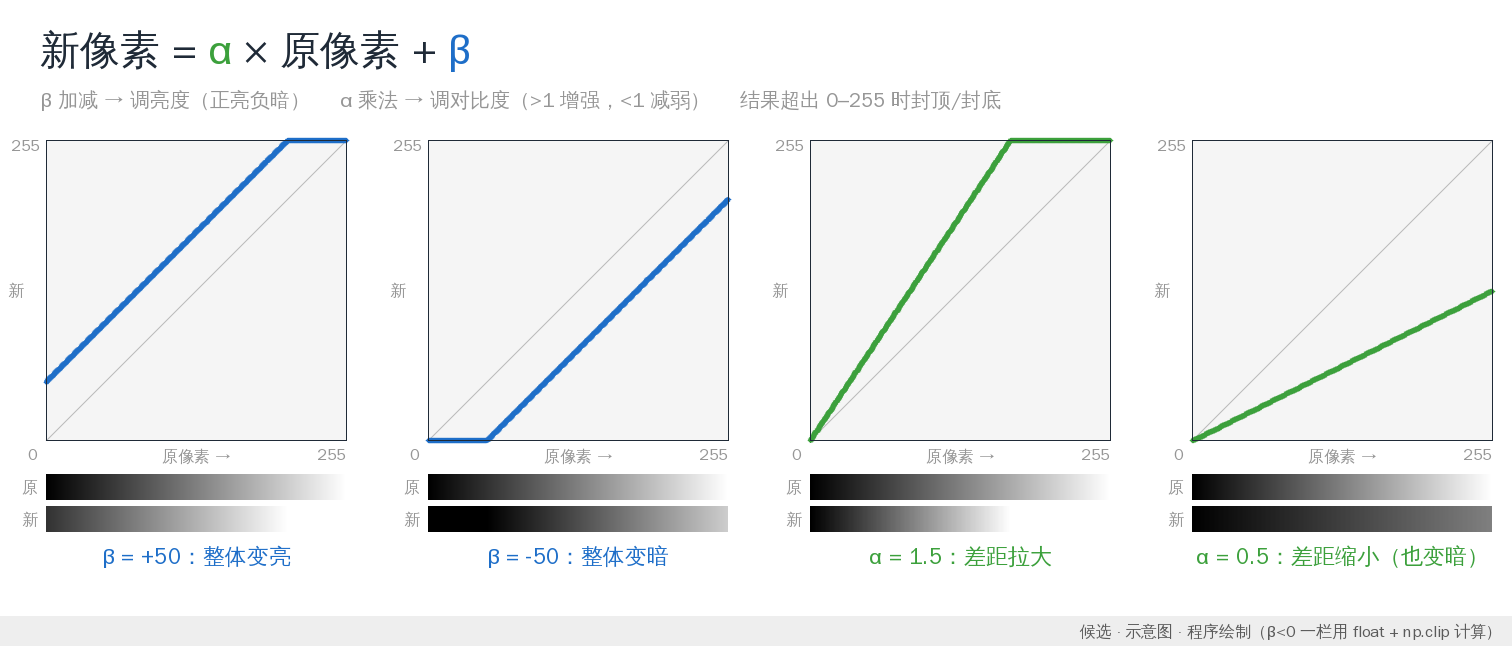 新像素 = α × 原像素 + β
β 加减 → 调亮度（正亮负暗）　α 乘法 → 调对比度（>1 增强，<1 减弱）　结果超出 0–255 时封顶/封底
255
新
0
原像素 →
255
原
新
β = +50：整体变亮
255
新
0
原像素 →
255
原
新
β = -50：整体变暗
255
新
0
原像素 →
255
原
新
α = 1.5：差距拉大
255
新
0
原像素 →
255
原
新
α = 0.5：差距缩小（也变暗）
候选 · 示意图 · 程序绘制（β<0 一栏用 float + np.clip 计算）